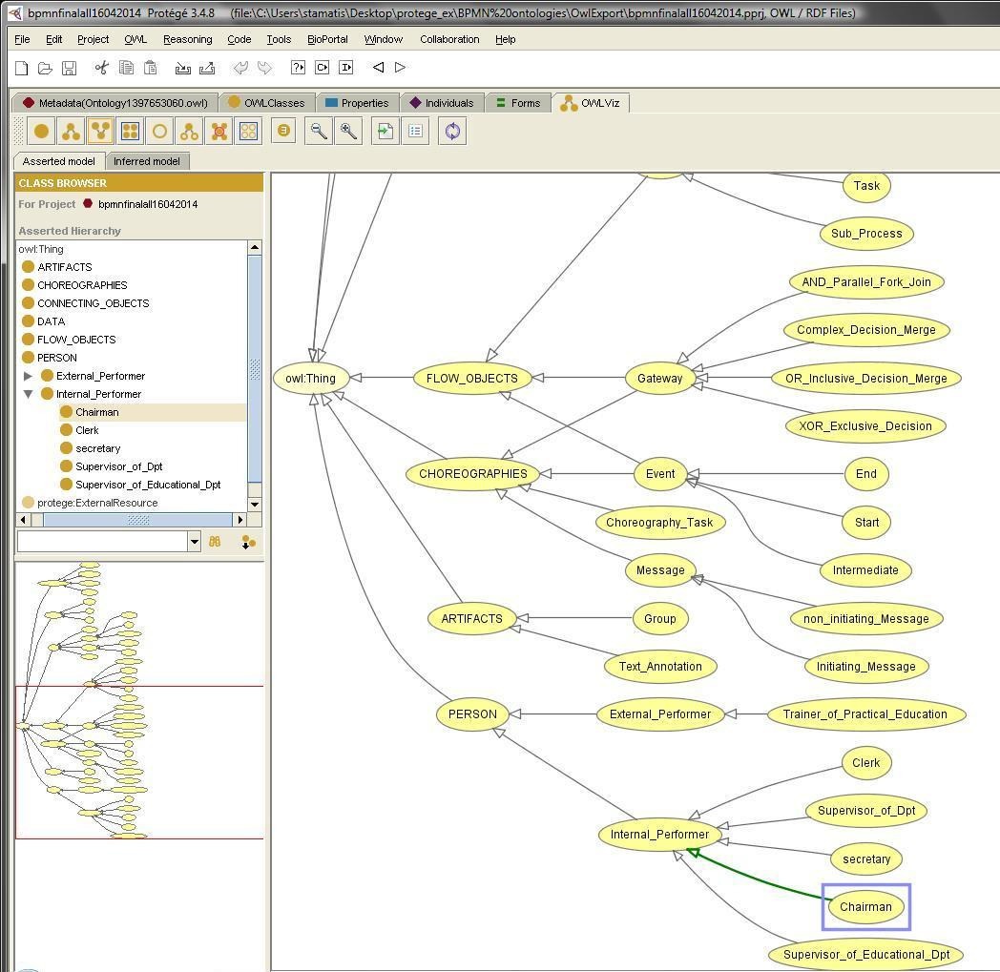 bpmnfinalall16042014 Protégé 3.4.8 (file:\C:\Users\stamatis\Desktop\protege_ex\BPMN%20ontologies\OwlExport\bpmnfinalall16042014.pprj, OWL / RDF Files)
File Edit Project OWL Reasoning Code Tools BioPortal Window Collaboration Help
Metadata(Ontology1397653060.owl) OWLClasses Properties Individuals Forms OWLViz
Asserted model Inferred model
CLASS BROWSER
For Project bpmnfinalall16042014
Asserted Hierarchy
owl:Thing
ARTIFACTS
CHOREOGRAPHIES
CONNECTING_OBJECTS
DATA
FLOW_OBJECTS
PERSON
External_Performer
Internal_Performer
Chairman
Clerk
secretary
Supervisor_of_Dpt
Supervisor_of_Educational_Dpt
protege:ExternalResource
Task
Sub_Process
AND_Parallel_Fork_Join
Complex_Decision_Merge
owl:Thing FLOW_OBJECTS Gateway OR_Inclusive_Decision_Merge
XOR_Exclusive_Decision
CHOREOGRAPHIES Event End
Choreography_Task Start
Message Intermediate
ARTIFACTS Group non_initiating_Message
Text_Annotation Initiating_Message
PERSON External_Performer Trainer_of_Practical_Education
Clerk
Supervisor_of_Dpt
Internal_Performer
secretary
Chairman
Supervisor_of_Educational_Dpt